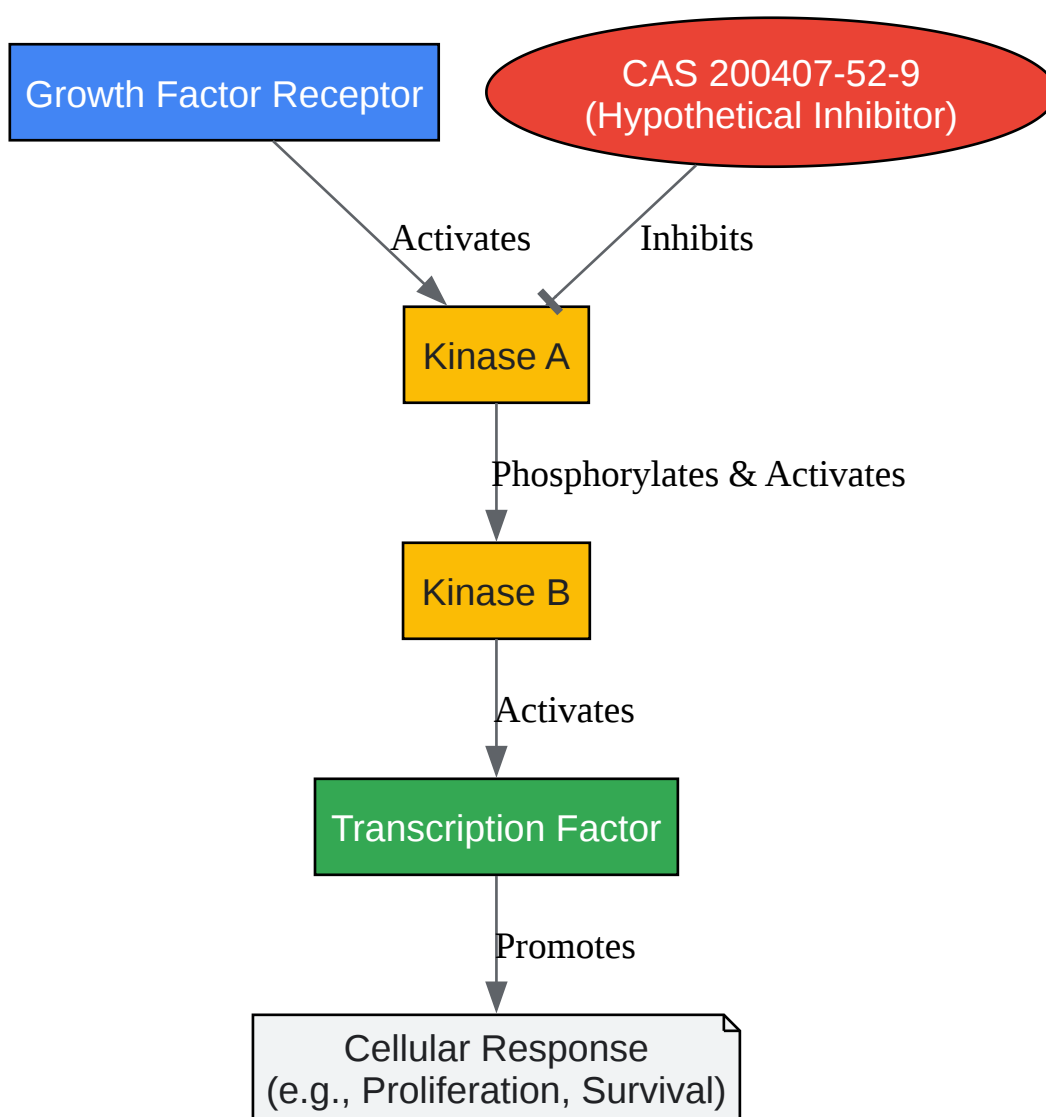 Growth Factor Receptor
CAS 200407-52-9
(Hypothetical Inhibitor)
Activates
Inhibits
Kinase A
Phosphorylates & Activates
Kinase B
Activates
Transcription Factor
Promotes
Cellular Response
(e.g., Proliferation, Survival)